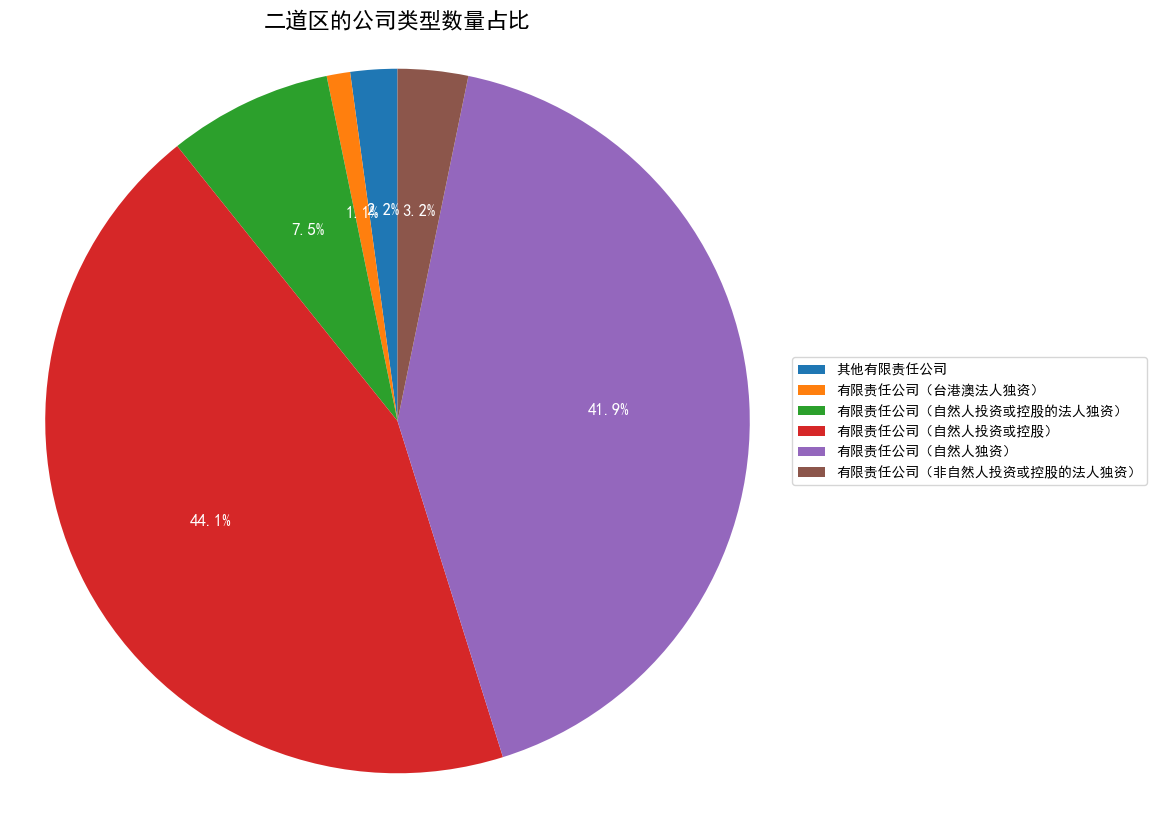 二道区的公司类型数量占比
2.2%
1.1%
7.5%
44.1%
41.9%
3.2%
其他有限责任公司
有限责任公司（台港澳法人独资）
有限责任公司（自然人投资或控股的法人独资）
有限责任公司（自然人投资或控股）
有限责任公司（自然人独资）
有限责任公司（非自然人投资或控股的法人独资）